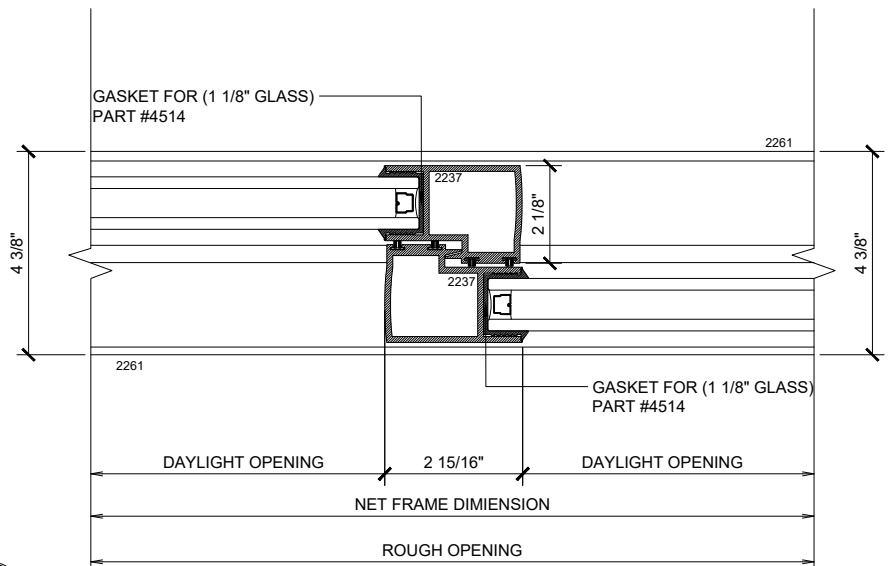 GASKET FOR (1 1/8" GLASS)
PART #4514
2261
2237
2 1/8"
4 3/8"
4 3/8"
2237
2261
GASKET FOR (1 1/8" GLASS)
PART #4514
DAYLIGHT OPENING
2 15/16"
DAYLIGHT OPENING
NET FRAME DIMIENSION
ROUGH OPENING